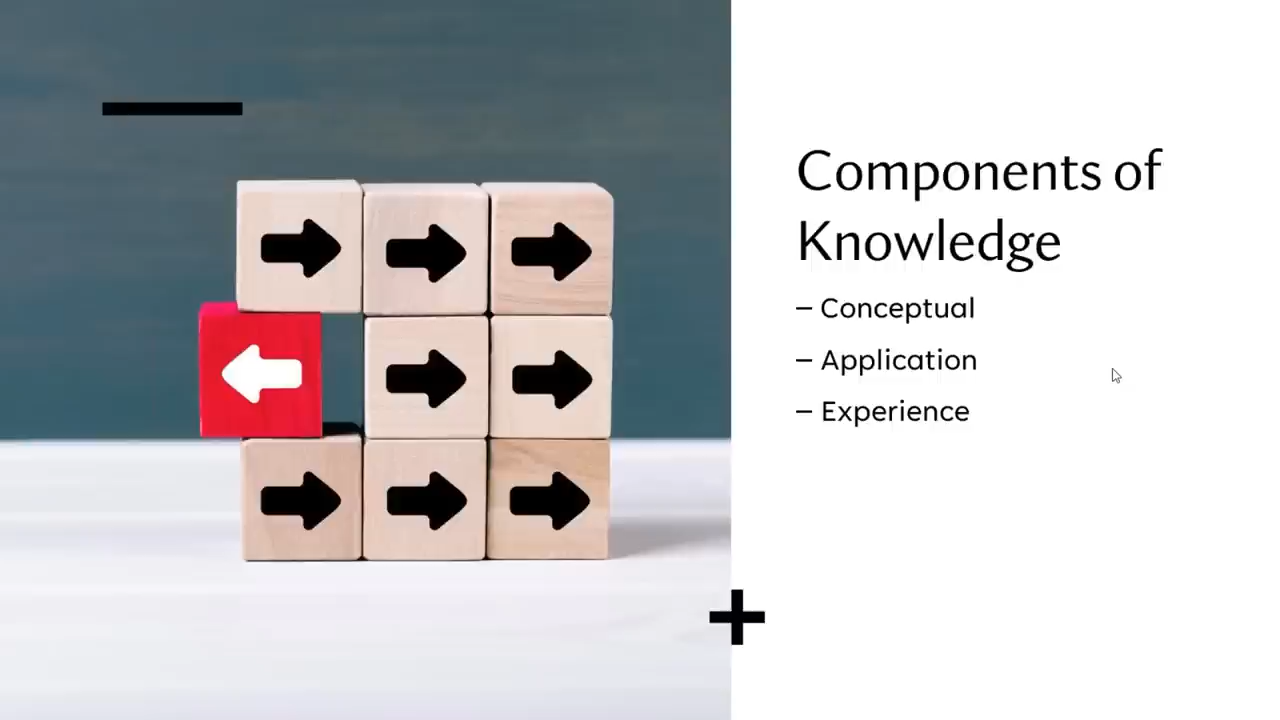 Components of
Knowledge
– Conceptual
– Application
– Experience